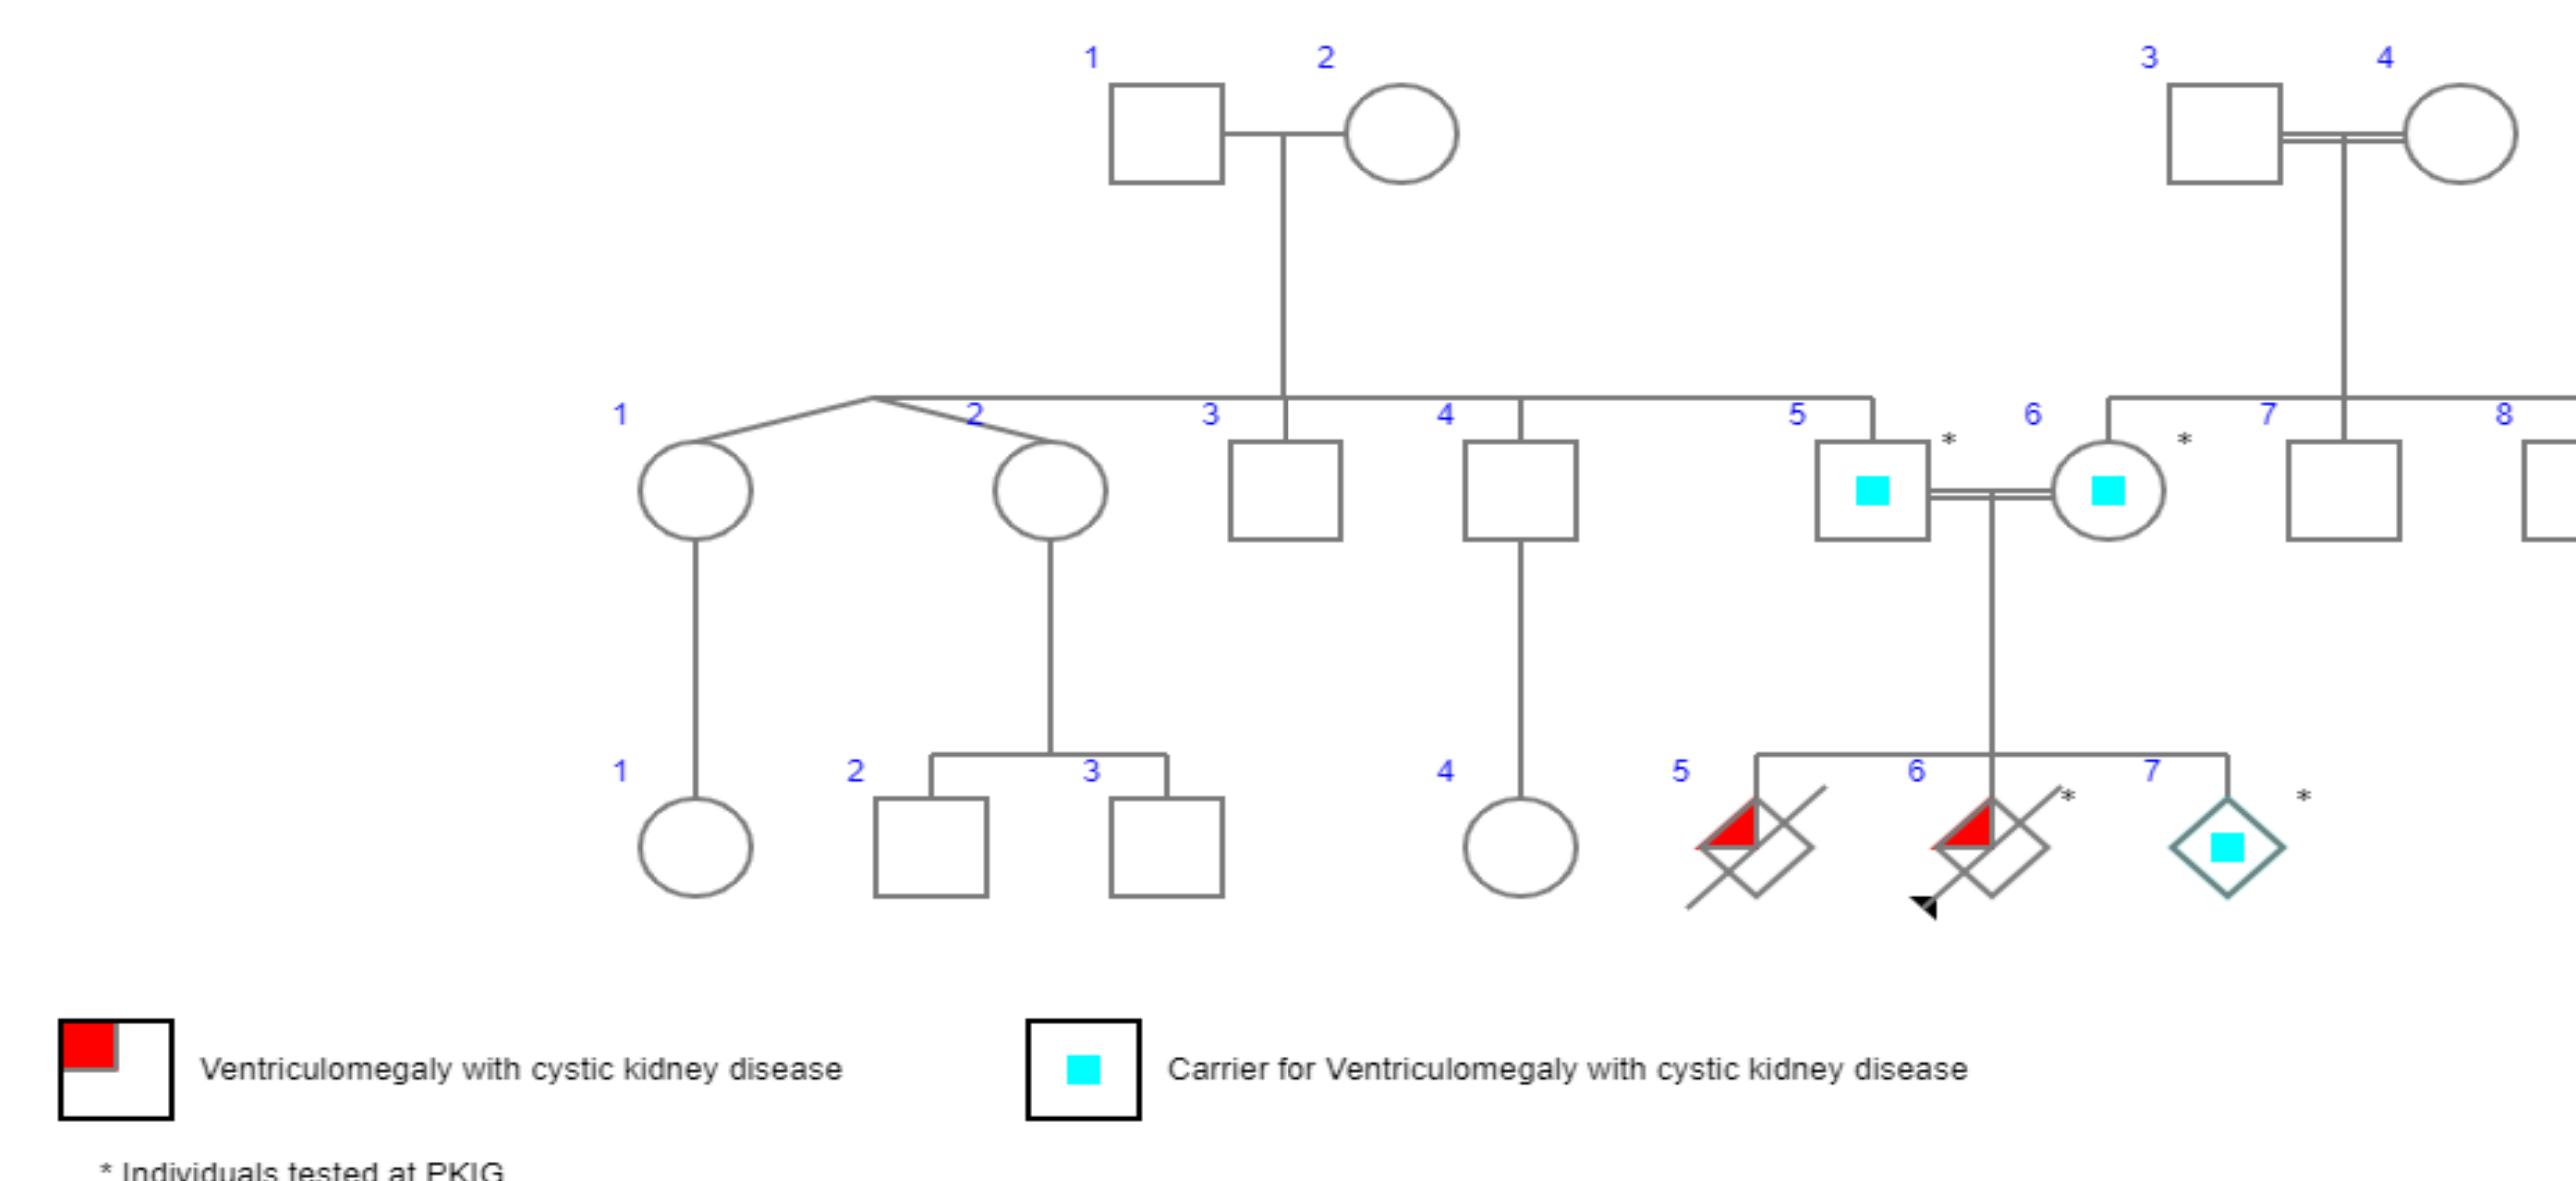 1 2 3 4
1 2 3 4 5 * 6 * 7 8
1 2 3 4 5 6 * 7 *
Ventriculomegaly with cystic kidney disease Carrier for Ventriculomegaly with cystic kidney disease
* Individuals tested at PKIG